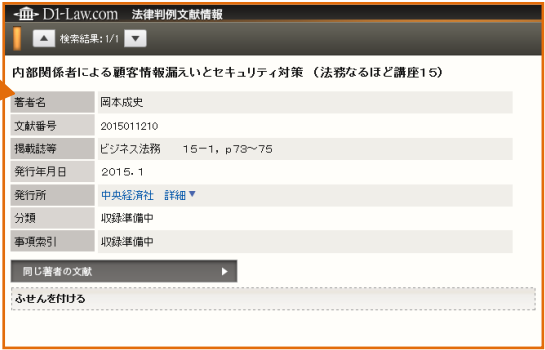 D1-Law.com 法律判例文献情報
▲ 検索結果:1/1 ▼
内部関係者による顧客情報漏えいとセキュリティ対策 (法務なるほど講座15)
著者名 岡本成史
文献番号 2015011210
掲載誌等 ビジネス法務 15-1, p73~75
発行年月日 2015. 1
発行所 中央経済社 詳細▼
分類 収録準備中
事項索引 収録準備中
同じ著者の文献 ▶
ふせんを付ける